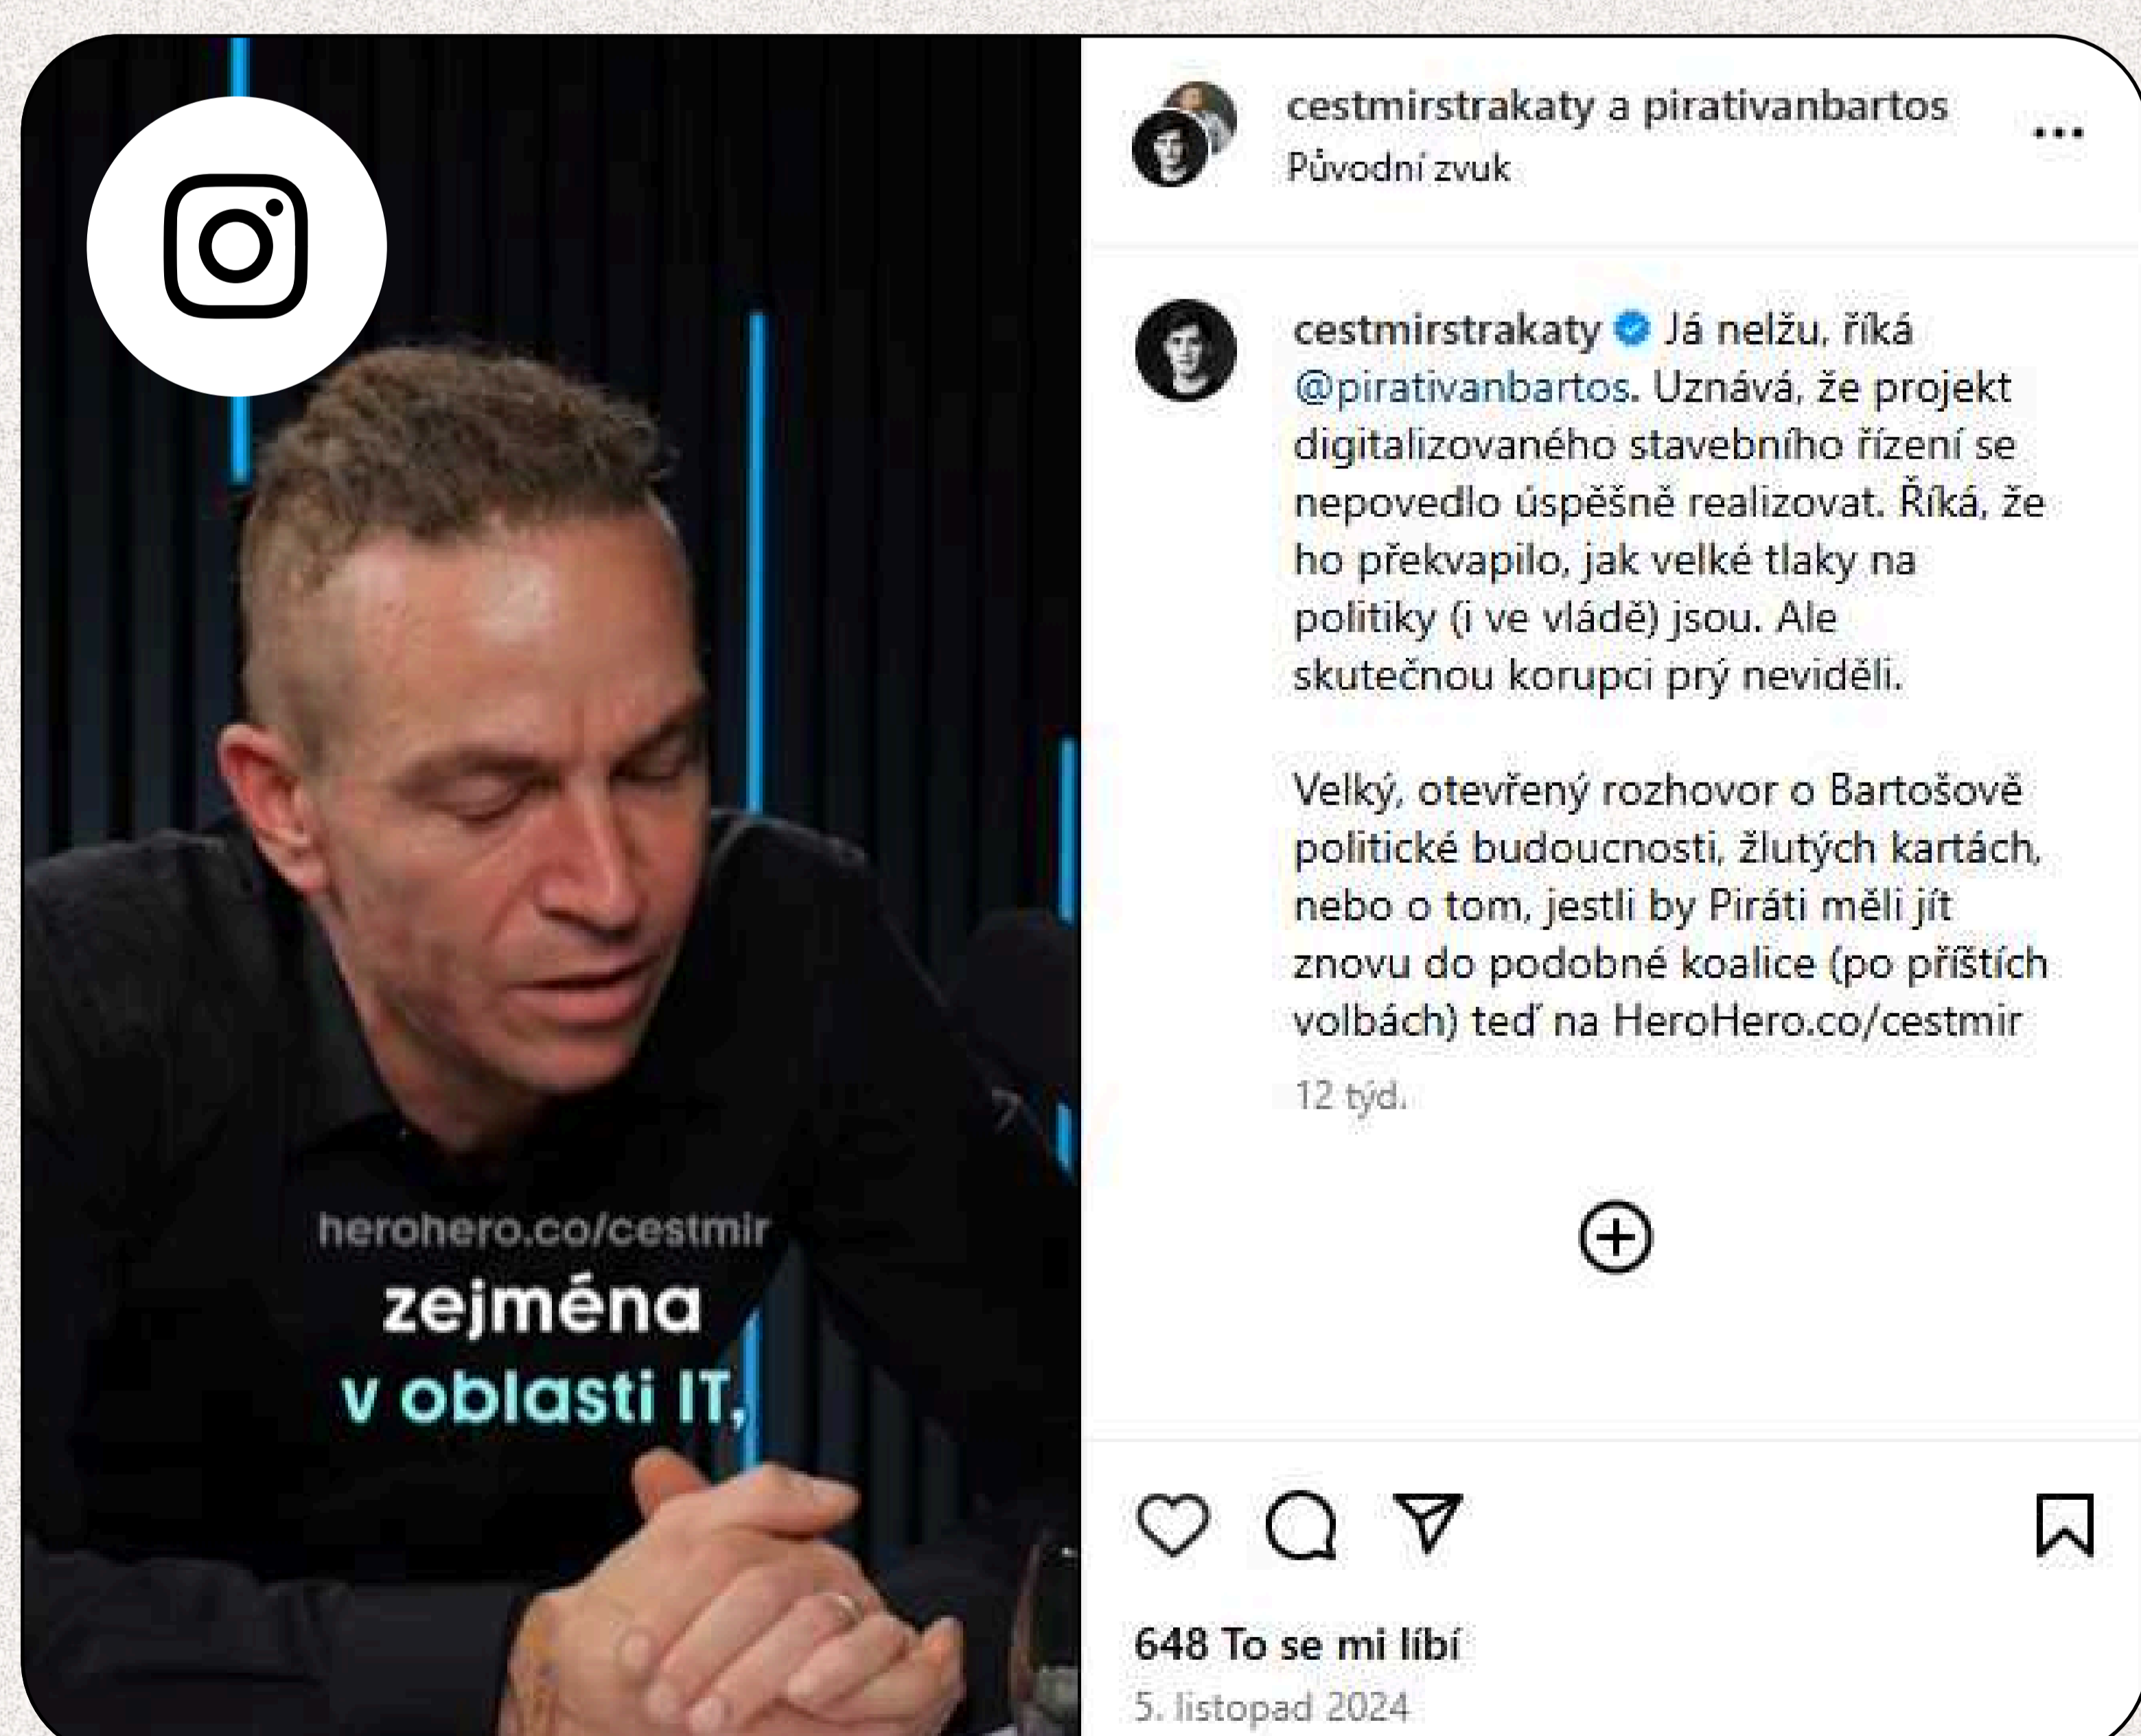 cestmirstrakaty a pirativanbartos
Původní zvuk
cestmirstrakaty Já nelžu, říká
@pirativanbartos. Uznává, že projekt
digitalizovaného stavebního řízení se
nepovedlo úspěšně realizovat. Říká, že
ho překvapilo, jak velké tlaky na
politiky (i ve vládě) jsou. Ale
skutečnou korupci prý neviděli.
Velký, otevřený rozhovor o Bartošově
politické budoucnosti, žlutých kartách,
nebo o tom, jestli by Piráti měli jít
znovu do podobné koalice (po příštích
volbách) teď na HeroHero.co/cestmir
12 týd.
herohero.co/cestmir
zejména
v oblasti IT,
648 To se mi líbí
5. listopad 2024